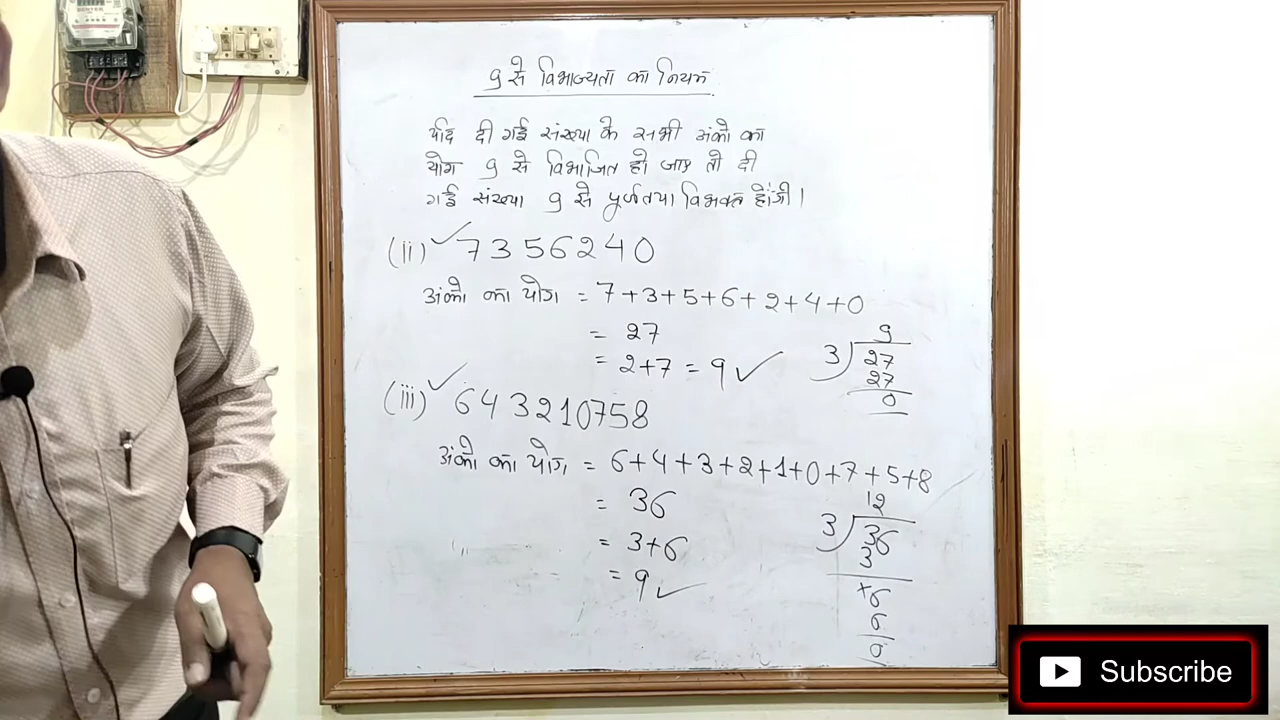 9 से विभाज्यता का नियम
यदि दी गई संख्या के सभी अंको का
योग 9 से विभाजित हो जाए तो दी
गई संख्या 9 से पूर्णतया विभक्त होगी।
(ii) ✓ 7356240
अंको का योग = 7+3+5+6+2+4+0
= 27
= 2+7 = 9 ✓
9
3) 27
27
0
(iii) ✓ 643210758
अंको का योग = 6+4+3+2+1+0+7+5+8
= 36
= 3+6
= 9 ✓
12
3) 36
3
×6
6
0
Subscribe